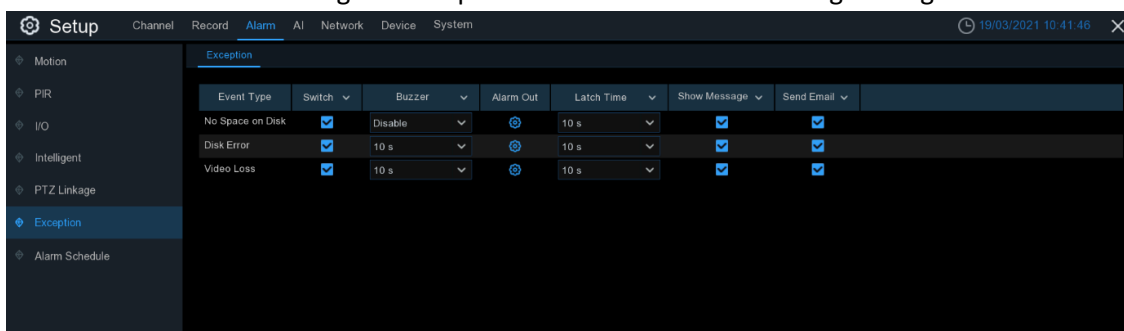 Setup Channel Record Alarm AI Network Device System 19/03/2021 10:41:46
Motion
PIR
I/O
Intelligent
PTZ Linkage
Exception
Alarm Schedule
Exception
Event Type Switch Buzzer Alarm Out Latch Time Show Message Send Email
No Space on Disk Disable 10 s
Disk Error 10 s 10 s
Video Loss 10 s 10 s